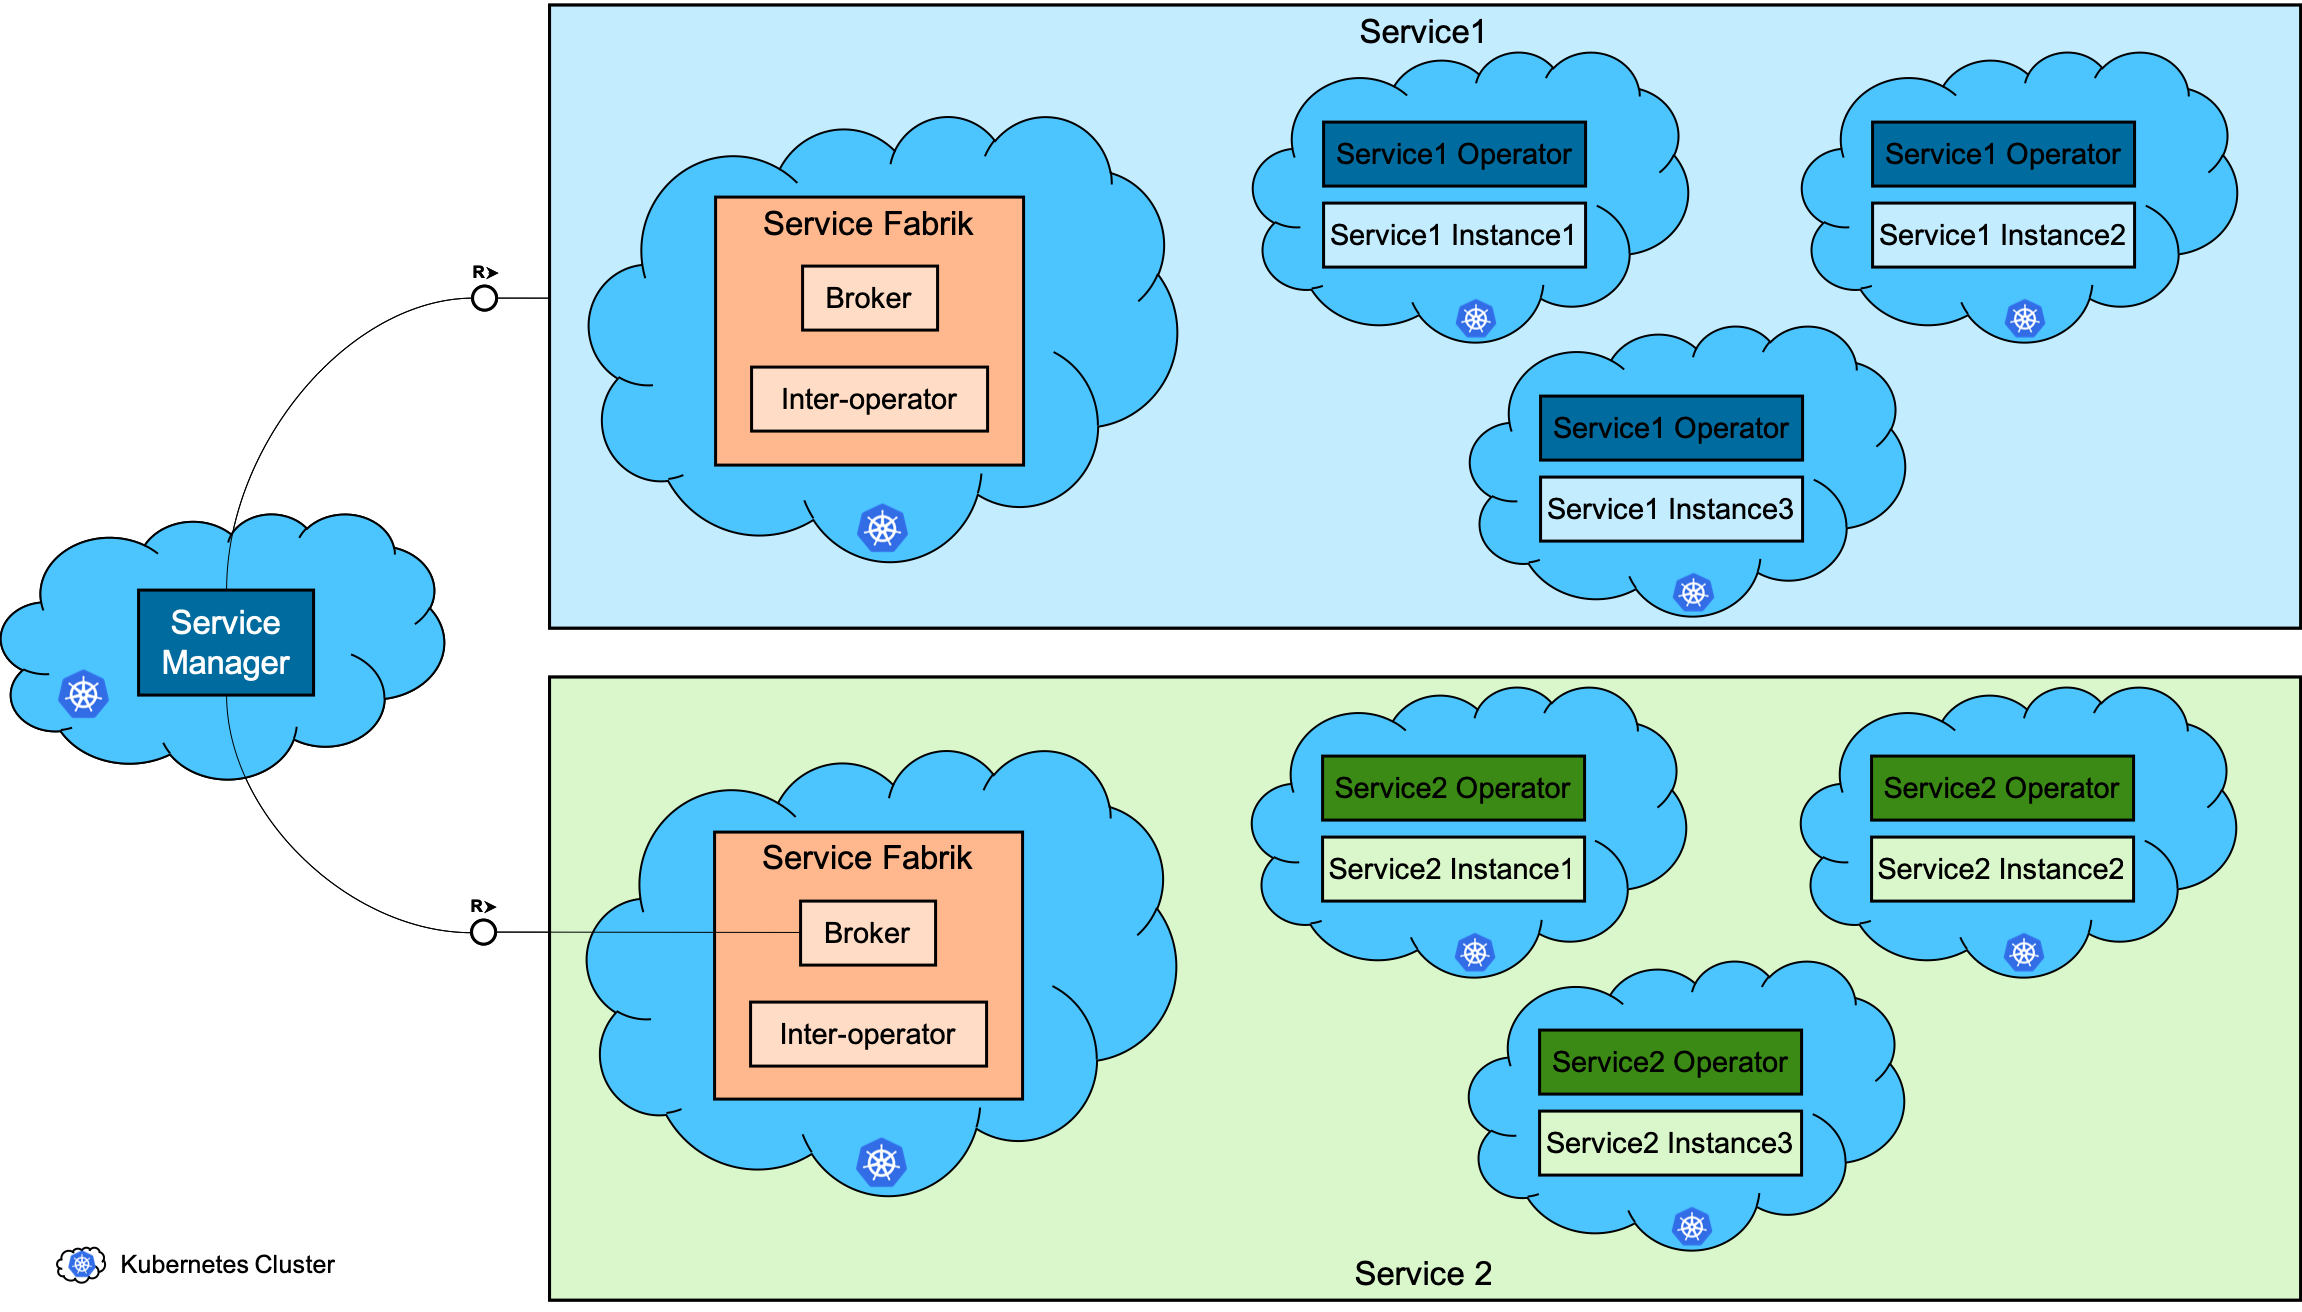 Service1
Service1 Operator
Service1 Instance1
Service1 Operator
Service1 Instance2
Service Fabrik
Broker
Inter-operator
R
Service1 Operator
Service1 Instance3
Service
Manager
Service2 Operator
Service2 Instance1
Service2 Operator
Service2 Instance2
Service Fabrik
Broker
Inter-operator
R
Service2 Operator
Service2 Instance3
Kubernetes Cluster
Service 2